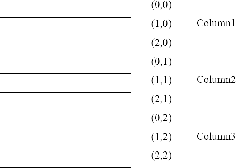 (0,0)
(1,0) Column1
(2,0)
(0,1)
(1,1) Column2
(2,1)
(0,2)
(1,2) Column3
(2,2)